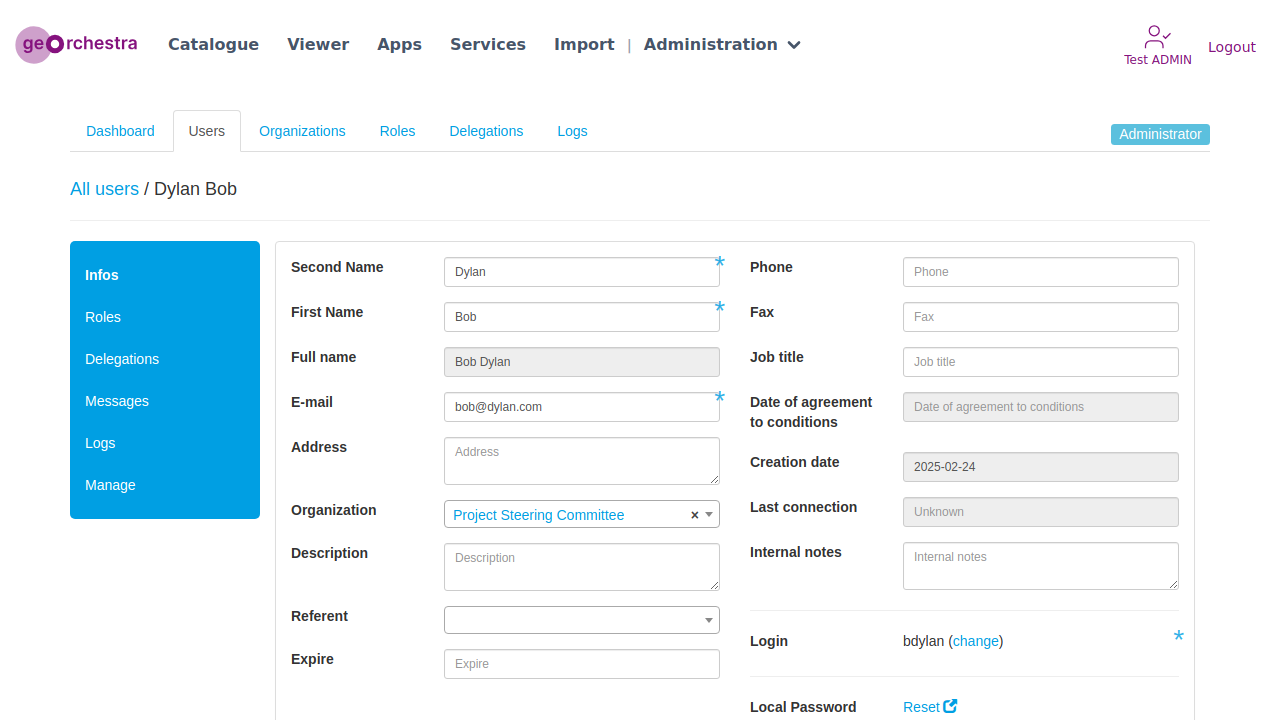 georchestra Catalogue Viewer Apps Services Import | Administration Test ADMIN Logout
Dashboard Users Organizations Roles Delegations Logs Administrator
All users / Dylan Bob
Infos
Roles
Delegations
Messages
Logs
Manage
Second Name Dylan *
First Name Bob *
Full name Bob Dylan
E-mail bob@dylan.com *
Address Address
Organization Project Steering Committee ×
Description Description
Referent
Expire Expire
Phone Phone
Fax Fax
Job title Job title
Date of agreement Date of agreement to conditions
to conditions
Creation date 2025-02-24
Last connection Unknown
Internal notes Internal notes
Login bdylan (change) *
Local Password Reset